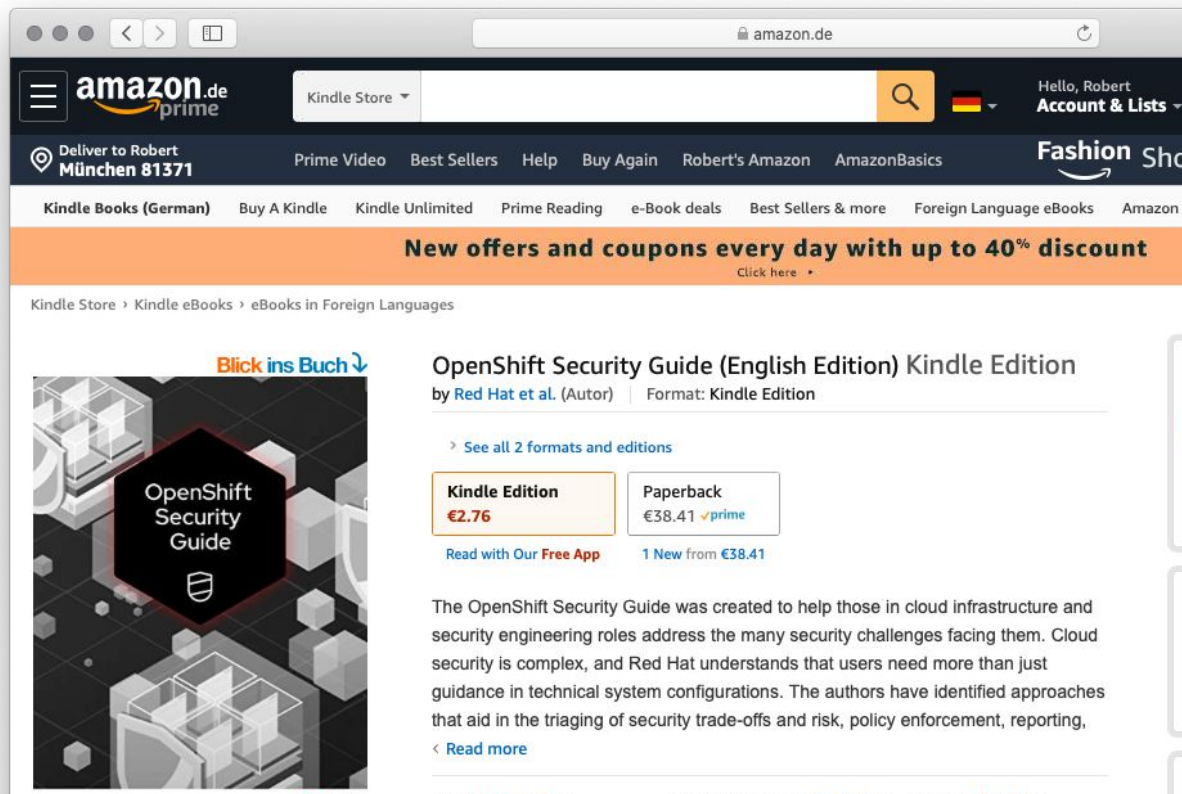 amazon.de
amazon.de
prime
Kindle Store
Hello, Robert
Account & Lists
Deliver to Robert
München 81371
Prime Video Best Sellers Help Buy Again Robert's Amazon AmazonBasics
Fashion Sho
Kindle Books (German) Buy A Kindle Kindle Unlimited Prime Reading e-Book deals Best Sellers & more Foreign Language eBooks Amazon
New offers and coupons every day with up to 40% discount
Click here
Kindle Store › Kindle eBooks › eBooks in Foreign Languages
Blick ins Buch
OpenShift
Security
Guide
OpenShift Security Guide (English Edition) Kindle Edition
by Red Hat et al. (Autor) Format: Kindle Edition
› See all 2 formats and editions
Kindle Edition
€2.76
Read with Our Free App
Paperback
€38.41 prime
1 New from €38.41
The OpenShift Security Guide was created to help those in cloud infrastructure and
security engineering roles address the many security challenges facing them. Cloud
security is complex, and Red Hat understands that users need more than just
guidance in technical system configurations. The authors have identified approaches
that aid in the triaging of security trade-offs and risk, policy enforcement, reporting,
‹ Read more